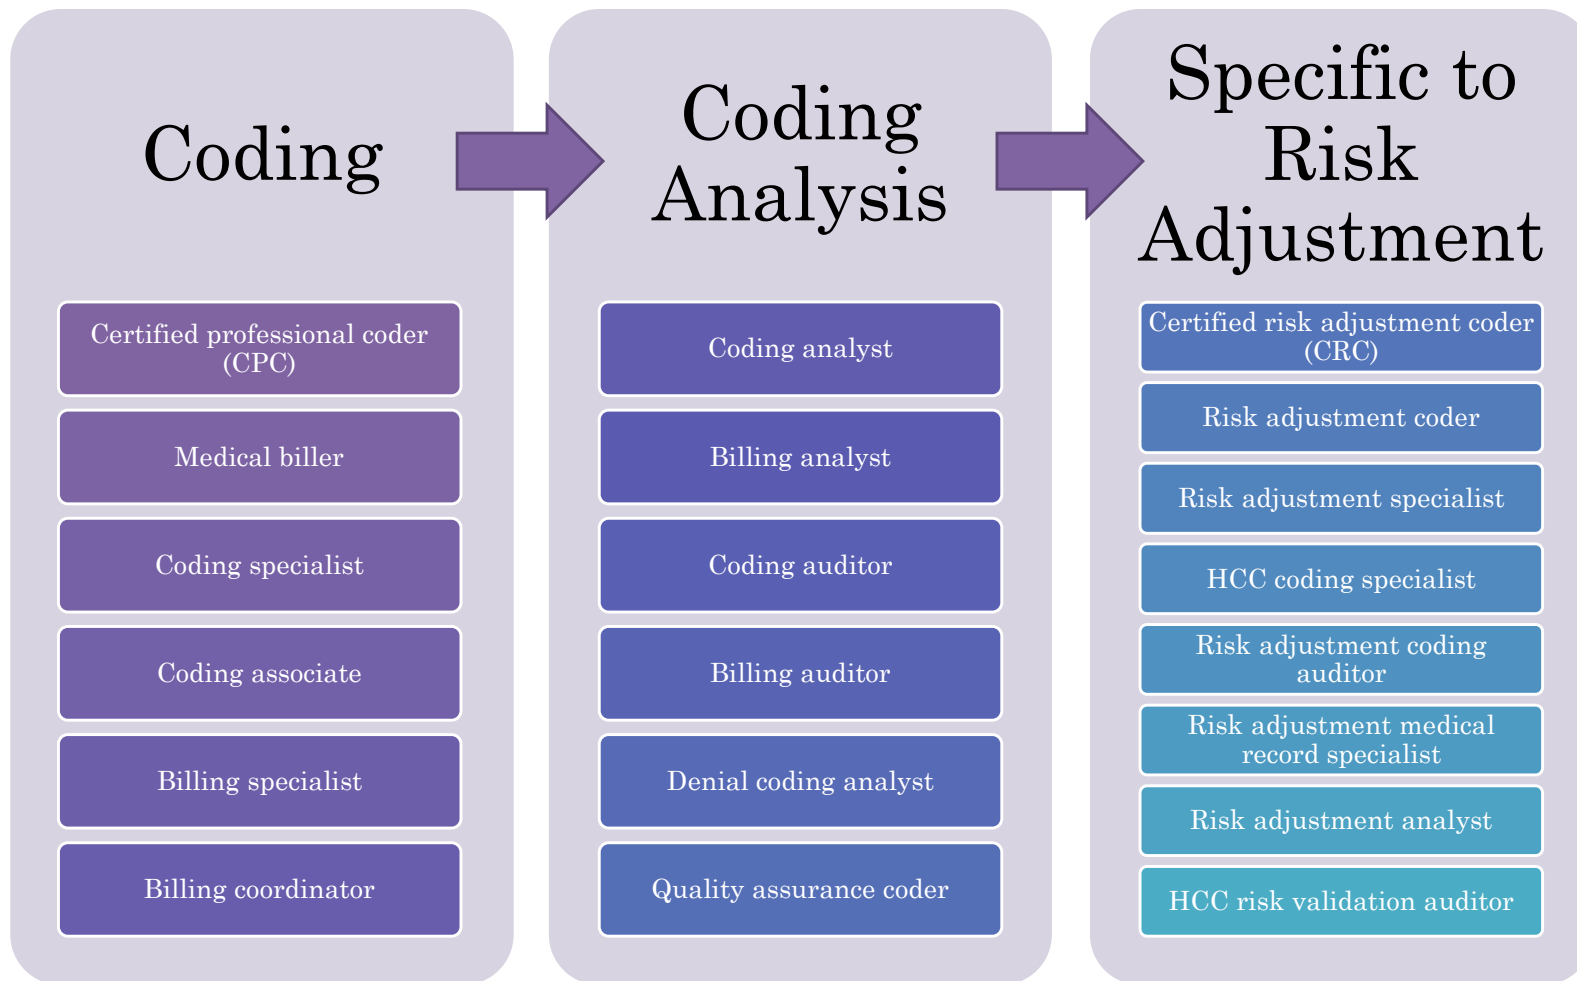 Coding
Certified professional coder
(CPC)
Medical biller
Coding specialist
Coding associate
Billing specialist
Billing coordinator
Coding
Analysis
Coding analyst
Billing analyst
Coding auditor
Billing auditor
Denial coding analyst
Quality assurance coder
Specific to
Risk
Adjustment
Certified risk adjustment coder
(CRC)
Risk adjustment coder
Risk adjustment specialist
HCC coding specialist
Risk adjustment coding
auditor
Risk adjustment medical
record specialist
Risk adjustment analyst
HCC risk validation auditor